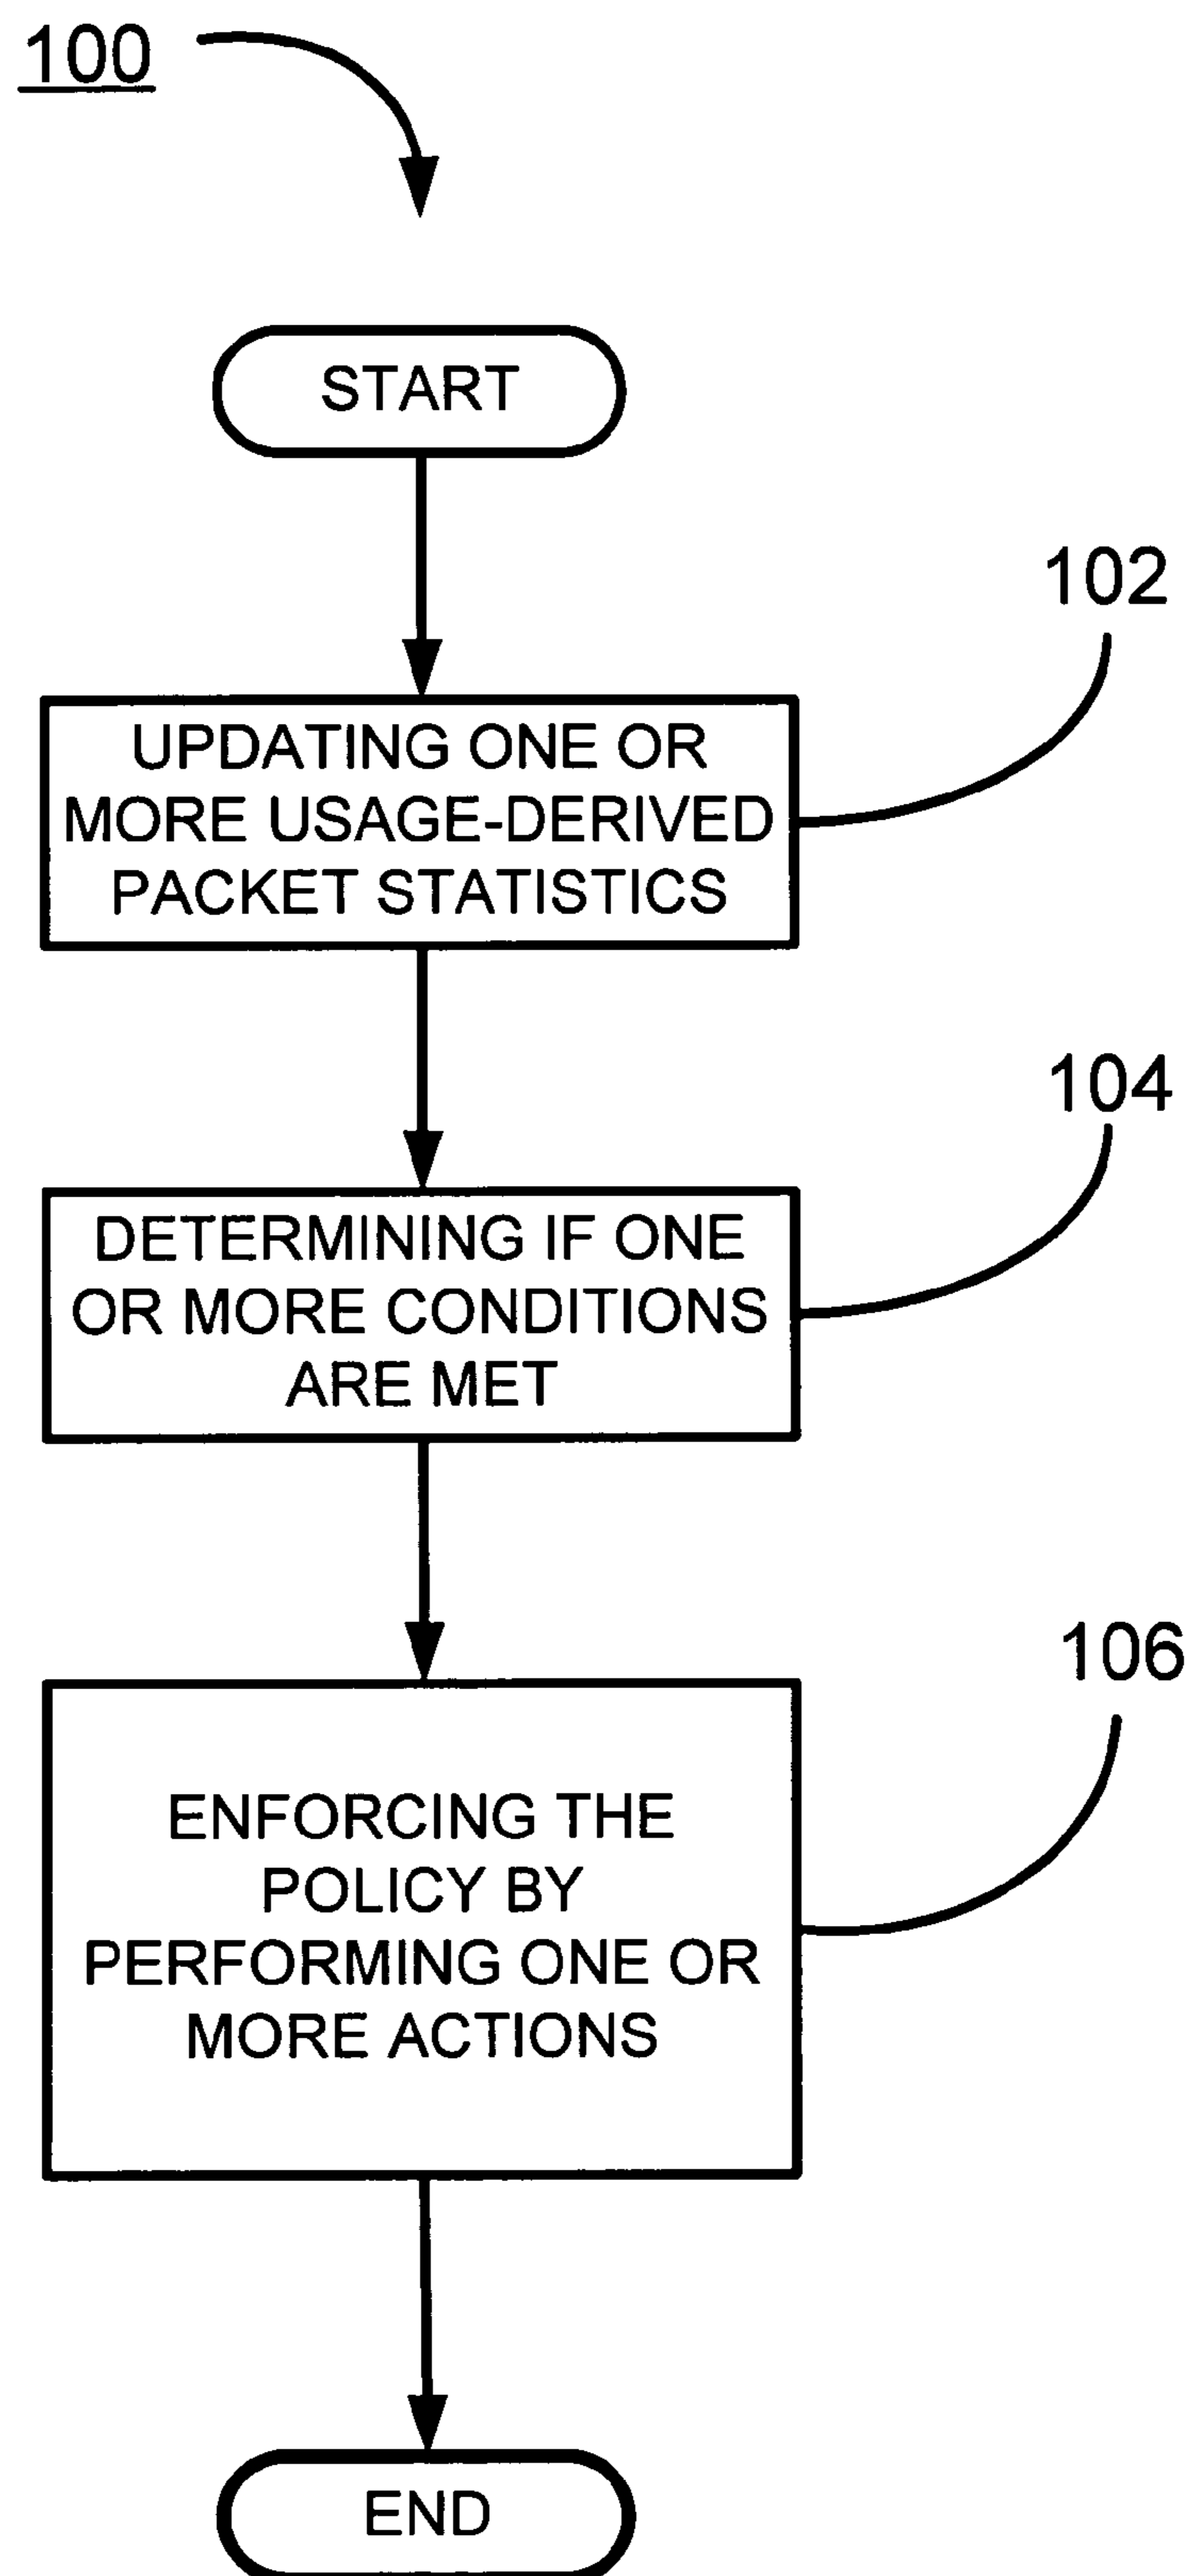 100
START
102
UPDATING ONE OR
MORE USAGE-DERIVED
PACKET STATISTICS
104
DETERMINING IF ONE
OR MORE CONDITIONS
ARE MET
106
ENFORCING THE
POLICY BY
PERFORMING ONE OR
MORE ACTIONS
END